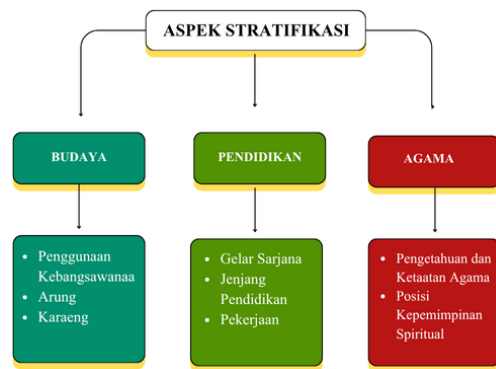 ASPEK STRATIFIKASI
BUDAYA
PENDIDIKAN
AGAMA
• Penggunaan
Kebangsawanaa
• Arung
• Karaeng
• Gelar Sarjana
• Jenjang
Pendidikan
• Pekerjaan
• Pengetahuan dan
Ketaatan Agama
• Posisi
Kepemimpinan
Spiritual